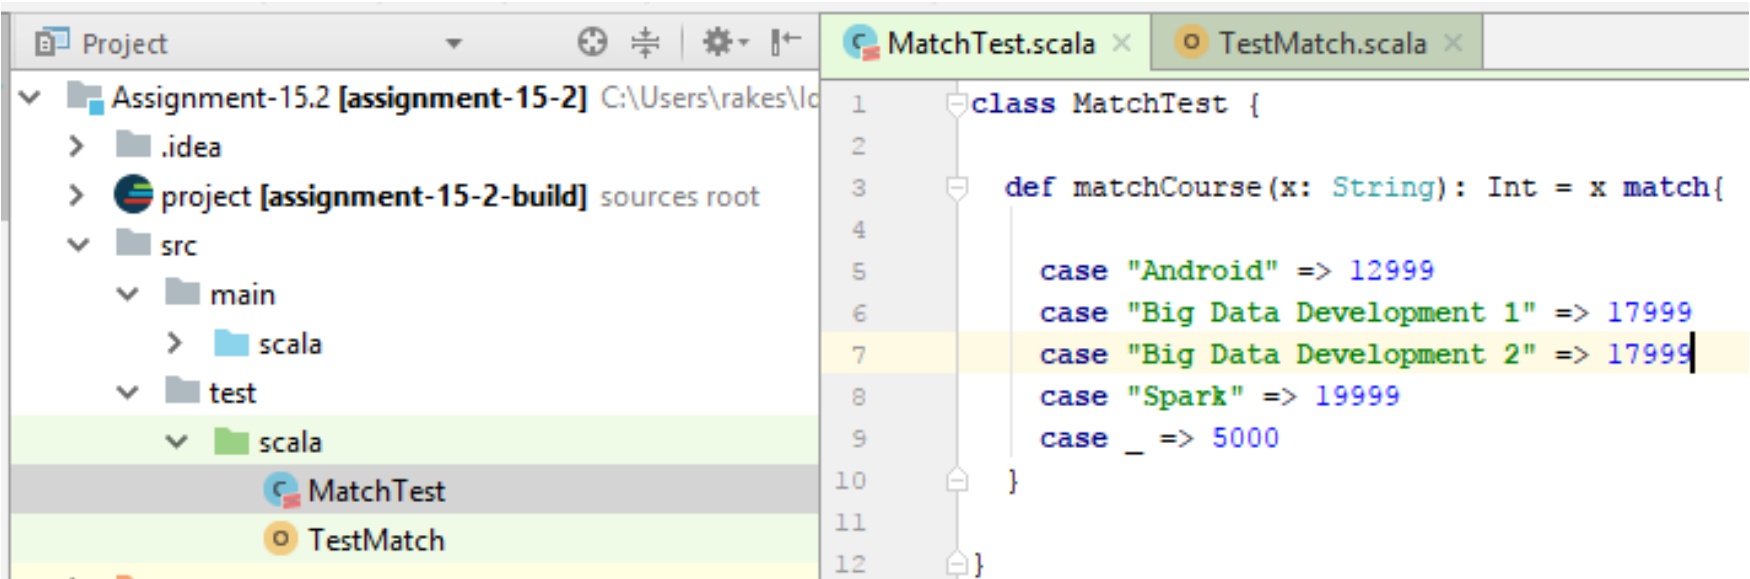 Project
Assignment-15.2 [assignment-15-2] C:\Users\rakes\Id
.idea
project [assignment-15-2-build] sources root
src
main
scala
test
scala
MatchTest
TestMatch
MatchTest.scala
TestMatch.scala
1 class MatchTest {
2
3 def matchCourse(x: String): Int = x match{
4
5 case "Android" => 12999
6 case "Big Data Development 1" => 17999
7 case "Big Data Development 2" => 17999
8 case "Spark" => 19999
9 case _ => 5000
10 }
11
12 }